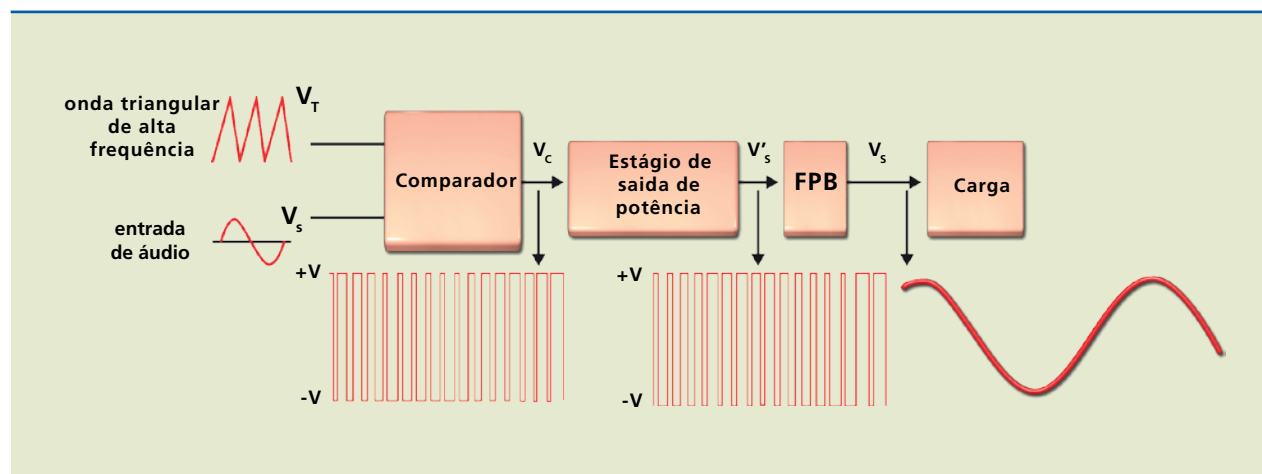 onda triangular
de alta
frequência
V_T
entrada
de áudio
V_s
Comparador
V_c
Estágio de
saida de
potência
V'_s
FPB
V_s
Carga
+V
-V
+V
-V